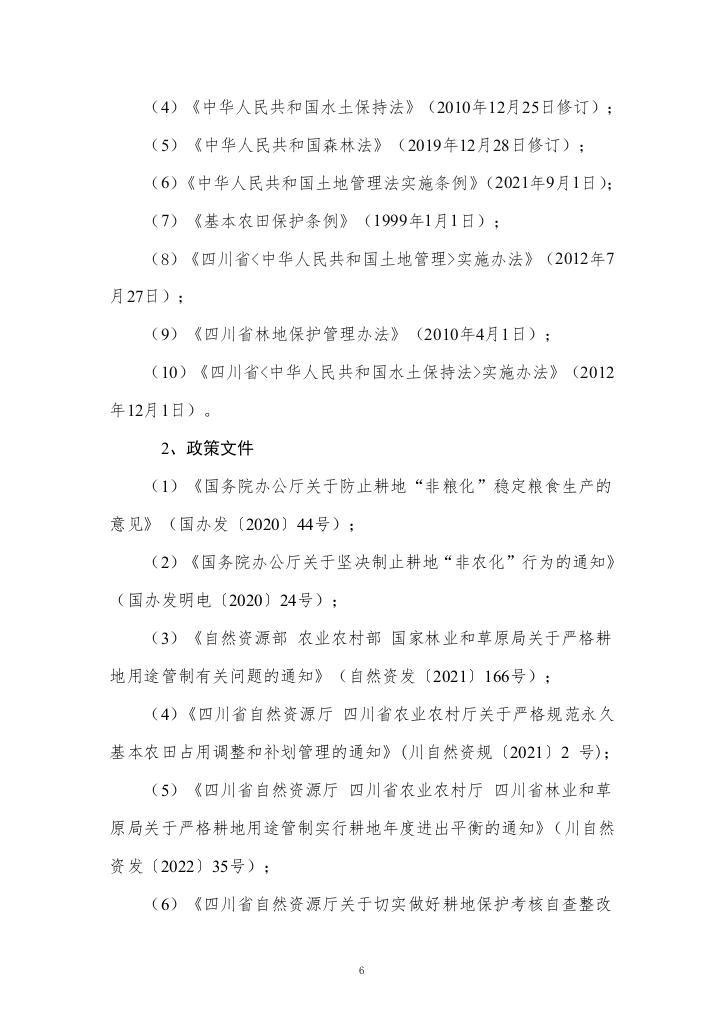 （4）《中华人民共和国水土保持法》（2010年12月25日修订）；
（5）《中华人民共和国森林法》（2019年12月28日修订）；
（6）《中华人民共和国土地管理法实施条例》（2021年9月1日）；
（7）《基本农田保护条例》（1999年1月1日）；
（8）《四川省<中华人民共和国土地管理>实施办法》（2012年7
月27日）；
（9）《四川省林地保护管理办法》（2010年4月1日）；
（10）《四川省<中华人民共和国水土保持法>实施办法》（2012
年12月1日）。
2、政策文件
（1）《国务院办公厅关于防止耕地“非粮化”稳定粮食生产的
意见》（国办发〔2020〕44号）；
（2）《国务院办公厅关于坚决制止耕地“非农化”行为的通知》
（国办发明电〔2020〕24号）；
（3）《自然资源部 农业农村部 国家林业和草原局关于严格耕
地用途管制有关问题的通知》（自然资发〔2021〕166号）；
（4）《四川省自然资源厅 四川省农业农村厅关于严格规范永久
基本农田占用调整和补划管理的通知》(川自然资规〔2021〕2 号)；
（5）《四川省自然资源厅 四川省农业农村厅 四川省林业和草
原局关于严格耕地用途管制实行耕地年度进出平衡的通知》（川自然
资发〔2022〕35号）；
（6）《四川省自然资源厅关于切实做好耕地保护考核自查整改
6